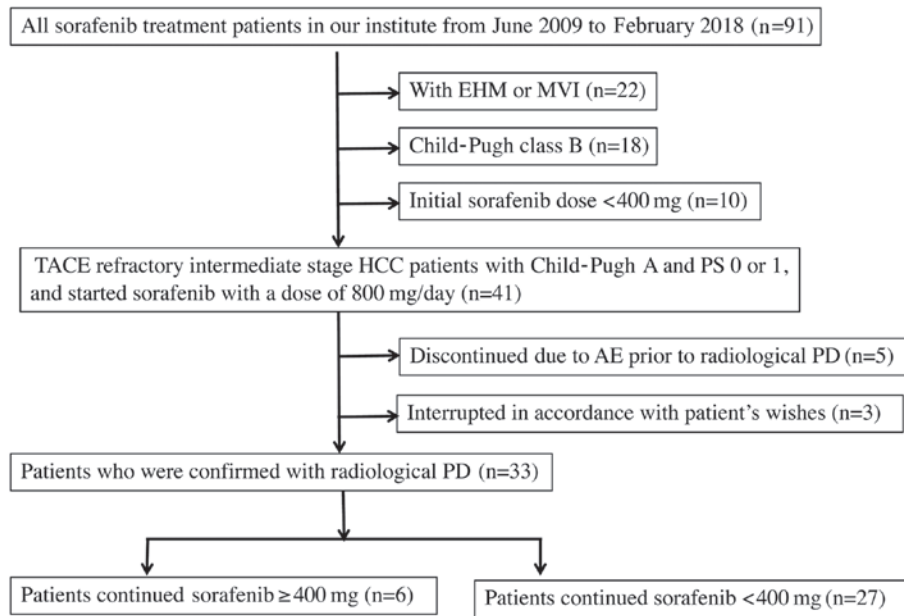 All sorafenib treatment patients in our institute from June 2009 to February 2018 (n=91)
With EHM or MVI (n=22)
Child-Pugh class B (n=18)
Initial sorafenib dose <400 mg (n=10)
TACE refractory intermediate stage HCC patients with Child-Pugh A and PS 0 or 1,
and started sorafenib with a dose of 800 mg/day (n=41)
Discontinued due to AE prior to radiological PD (n=5)
Interrupted in accordance with patient's wishes (n=3)
Patients who were confirmed with radiological PD (n=33)
Patients continued sorafenib ≥400 mg (n=6)
Patients continued sorafenib <400 mg (n=27)